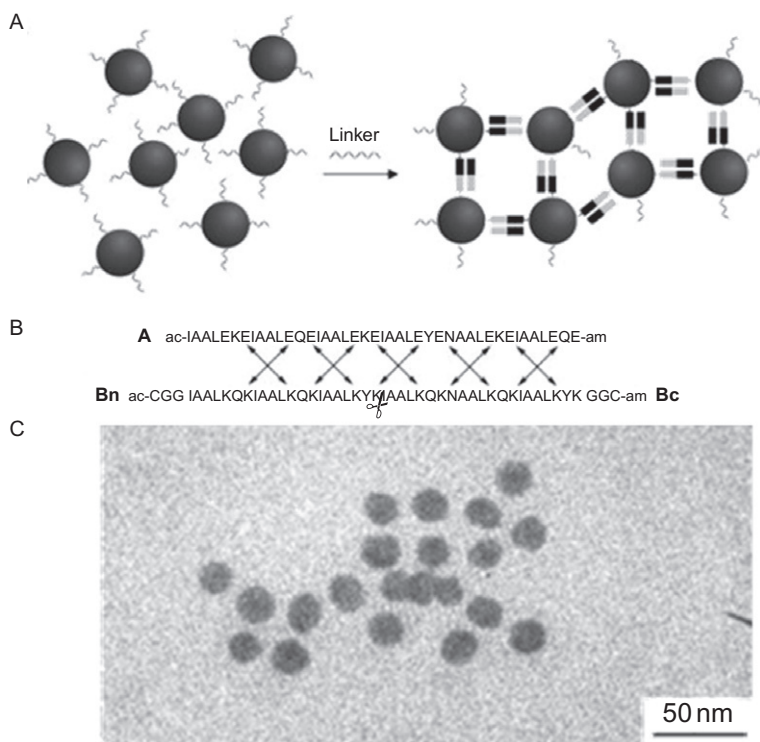 A
Linker
B
A ac-IAALEKEIAALEQEIAALEKEIAALEYENAALEKEIAALEQE-am
Bn ac-CGG IAALKQKIAALKQKIAALKYKIAALKQKNAALKQKIAALKYK GGC-am Bc
C
50 nm